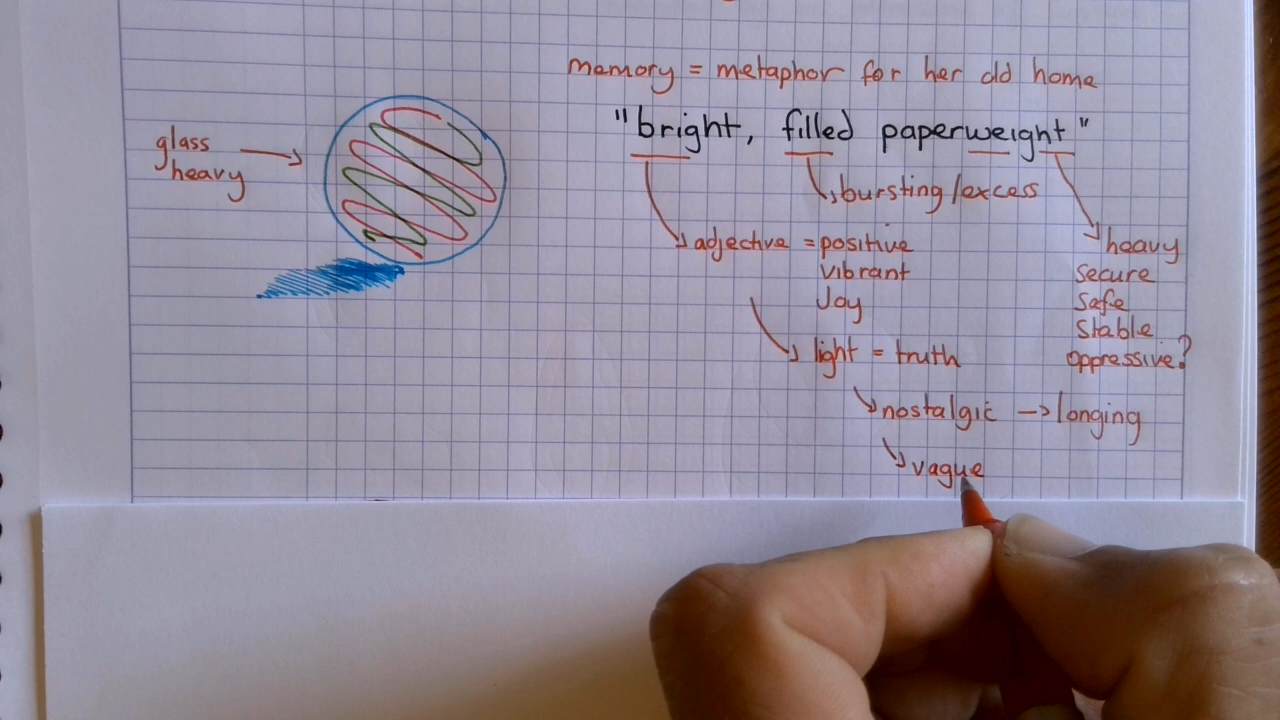 memory = metaphor for her old home
"bright, filled paperweight"
glass
heavy
bursting/excess
adjective = positive
vibrant
Joy
heavy
secure
safe
stable
oppressive?
light = truth
nostalgic → longing
vague